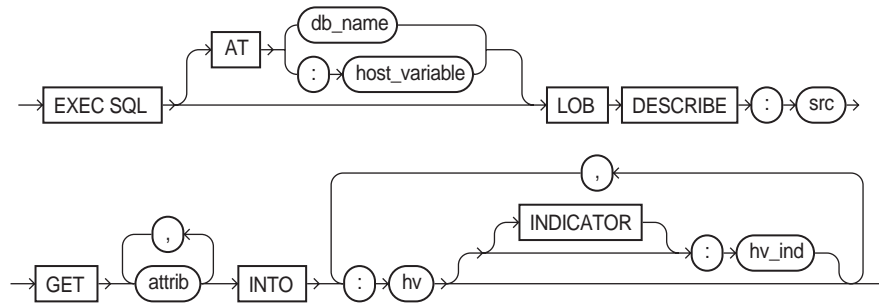 db_name
AT
: host_variable
EXEC SQL LOB DESCRIBE : src
,
INDICATOR
, : hv_ind
GET attrib INTO : hv